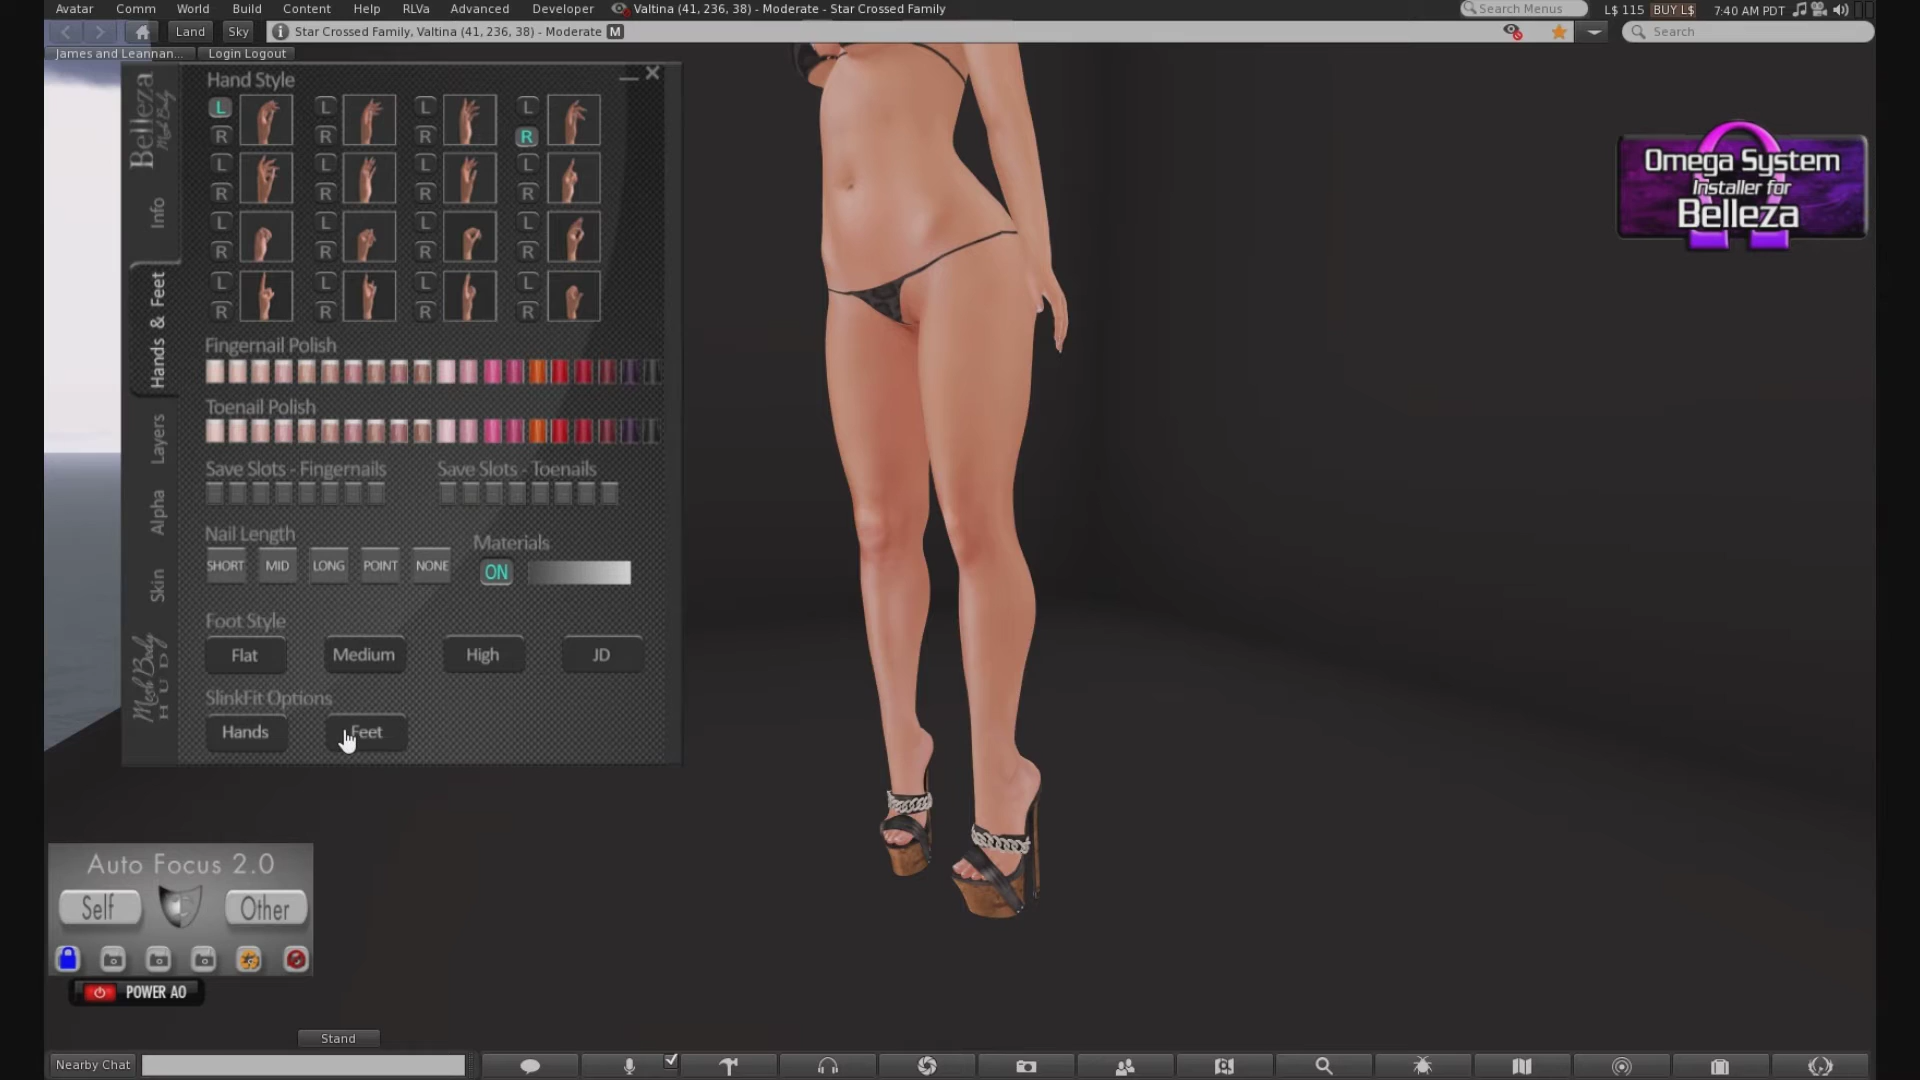 Avatar Comm World Build Content Help RLVa Advanced Developer Valtina (41, 236, 38) - Moderate - Star Crossed Family Search Menus L$ 115 BUY L$ 7:40 AM PDT
Land Sky Star Crossed Family, Valtina (41, 236, 38) - Moderate M Search
James and Leannan... Login Logout
Belleza
Mesh Body
Info
Hands & Feet
Layers
Alpha
Skin
Mesh Body
HUD
Hand Style
L L L L
R R R R
L L L L
R R R R
L L L L
R R R R
L L L L
R R R R
Fingernail Polish
Toenail Polish
Save Slots - Fingernails Save Slots - Toenails
Nail Length Materials
SHORT MID LONG POINT NONE ON
Foot Style
Flat Medium High JD
SlinkFit Options
Hands Feet
Omega System
Installer for
Belleza
Auto Focus 2.0
Self Other
POWER AO
Stand
Nearby Chat